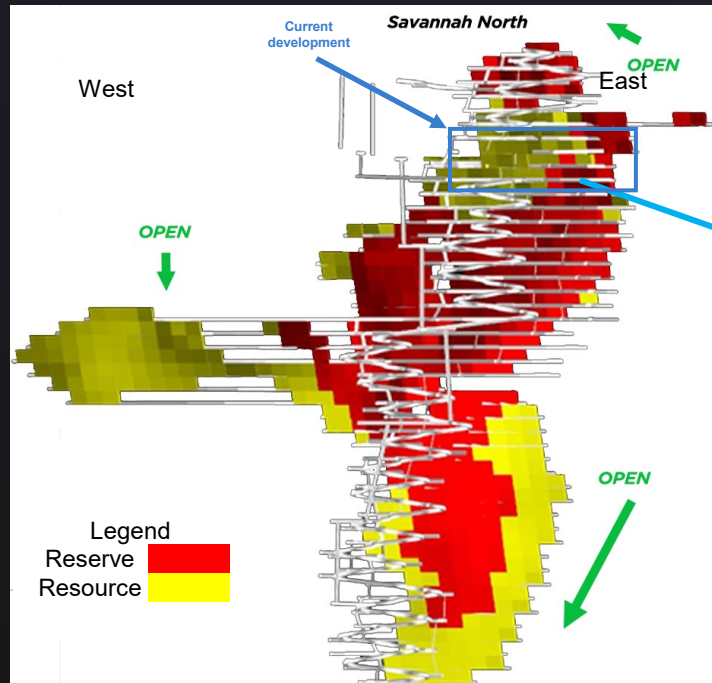 Savannah North
Current
development
OPEN
West
East
OPEN
OPEN
Legend
Reserve
Resource